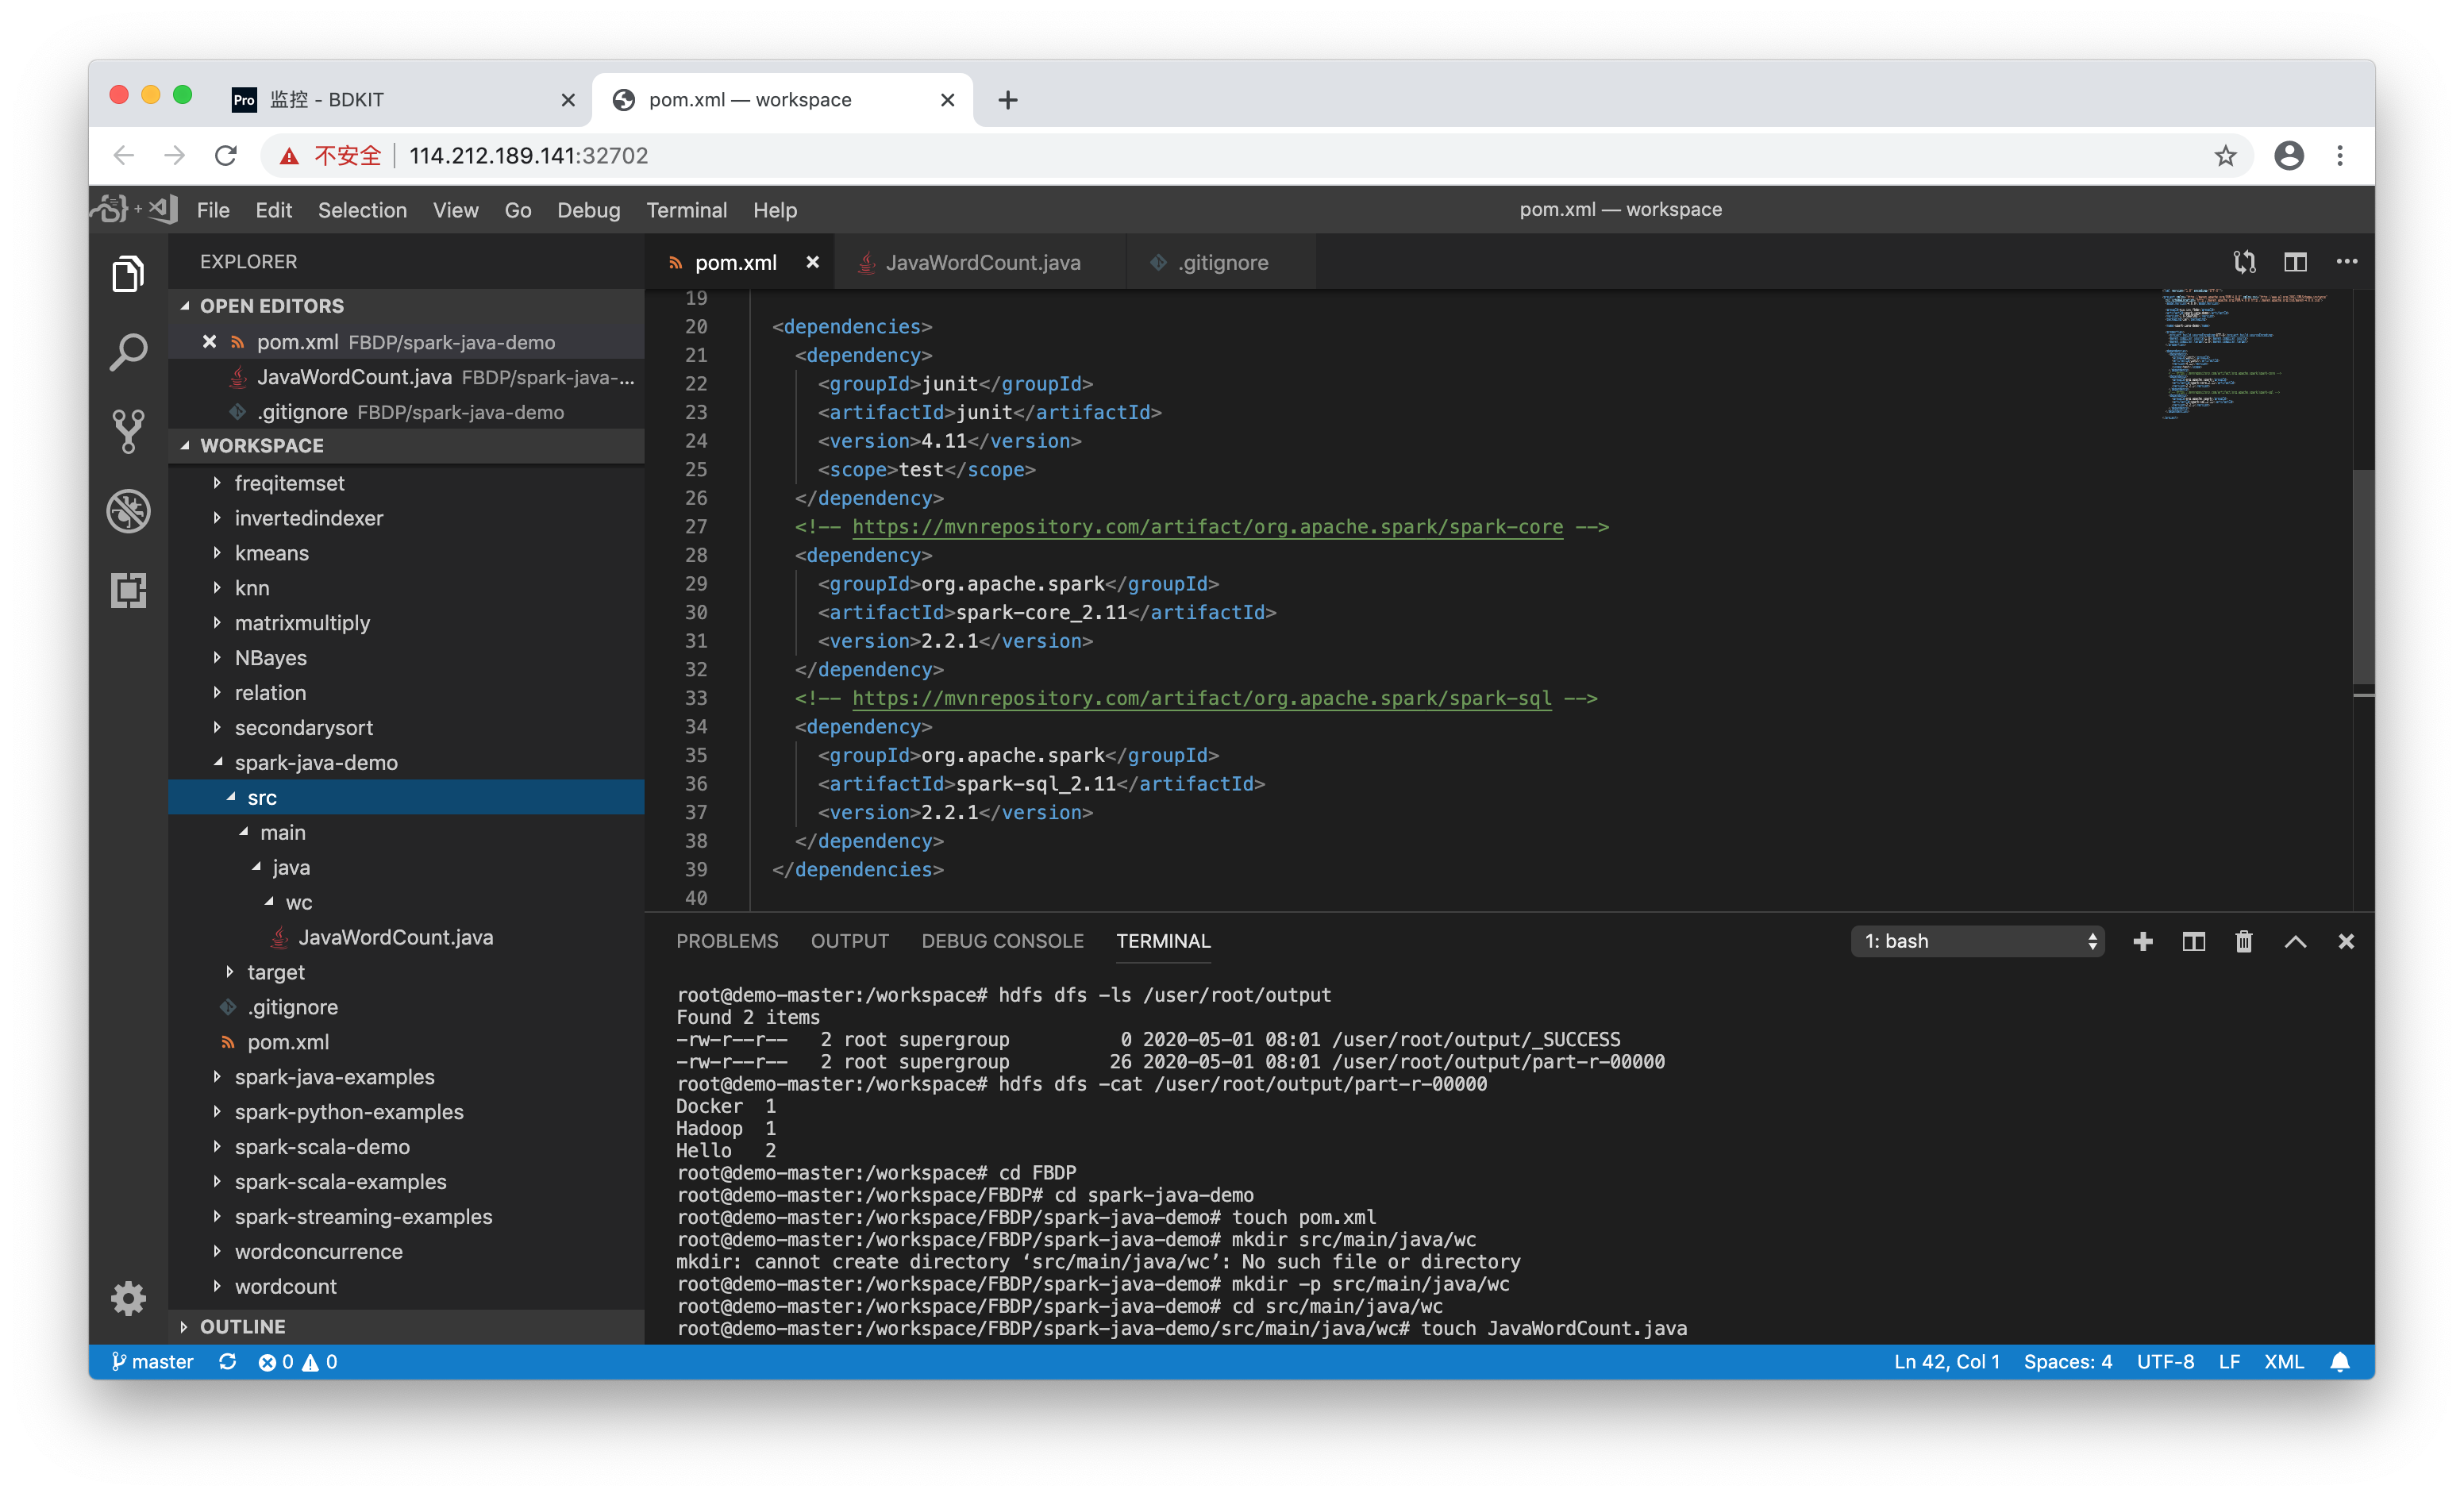 Pro 监控 - BDKIT
pom.xml — workspace
不安全 114.212.189.141:32702
File Edit Selection View Go Debug Terminal Help
pom.xml — workspace
EXPLORER
OPEN EDITORS
pom.xml FBDP/spark-java-demo
JavaWordCount.java FBDP/spark-java-...
.gitignore FBDP/spark-java-demo
WORKSPACE
freqitemset
invertedindexer
kmeans
knn
matrixmultiply
NBayes
relation
secondarysort
spark-java-demo
src
main
java
wc
JavaWordCount.java
target
.gitignore
pom.xml
spark-java-examples
spark-python-examples
spark-scala-demo
spark-scala-examples
spark-streaming-examples
wordconcurrence
wordcount
OUTLINE
pom.xml JavaWordCount.java .gitignore
19
20 <dependencies>
21 <dependency>
22 <groupId>junit</groupId>
23 <artifactId>junit</artifactId>
24 <version>4.11</version>
25 <scope>test</scope>
26 </dependency>
27 <!-- https://mvnrepository.com/artifact/org.apache.spark/spark-core -->
28 <dependency>
29 <groupId>org.apache.spark</groupId>
30 <artifactId>spark-core_2.11</artifactId>
31 <version>2.2.1</version>
32 </dependency>
33 <!-- https://mvnrepository.com/artifact/org.apache.spark/spark-sql -->
34 <dependency>
35 <groupId>org.apache.spark</groupId>
36 <artifactId>spark-sql_2.11</artifactId>
37 <version>2.2.1</version>
38 </dependency>
39 </dependencies>
40
PROBLEMS OUTPUT DEBUG CONSOLE TERMINAL 1: bash
root@demo-master:/workspace# hdfs dfs -ls /user/root/output
Found 2 items
-rw-r--r--   2 root supergroup          0 2020-05-01 08:01 /user/root/output/_SUCCESS
-rw-r--r--   2 root supergroup         26 2020-05-01 08:01 /user/root/output/part-r-00000
root@demo-master:/workspace# hdfs dfs -cat /user/root/output/part-r-00000
Docker  1
Hadoop  1
Hello   2
root@demo-master:/workspace# cd FBDP
root@demo-master:/workspace/FBDP# cd spark-java-demo
root@demo-master:/workspace/FBDP/spark-java-demo# touch pom.xml
root@demo-master:/workspace/FBDP/spark-java-demo# mkdir src/main/java/wc
mkdir: cannot create directory ‘src/main/java/wc’: No such file or directory
root@demo-master:/workspace/FBDP/spark-java-demo# mkdir -p src/main/java/wc
root@demo-master:/workspace/FBDP/spark-java-demo# cd src/main/java/wc
root@demo-master:/workspace/FBDP/spark-java-demo/src/main/java/wc# touch JavaWordCount.java
master 0 0 Ln 42, Col 1 Spaces: 4 UTF-8 LF XML